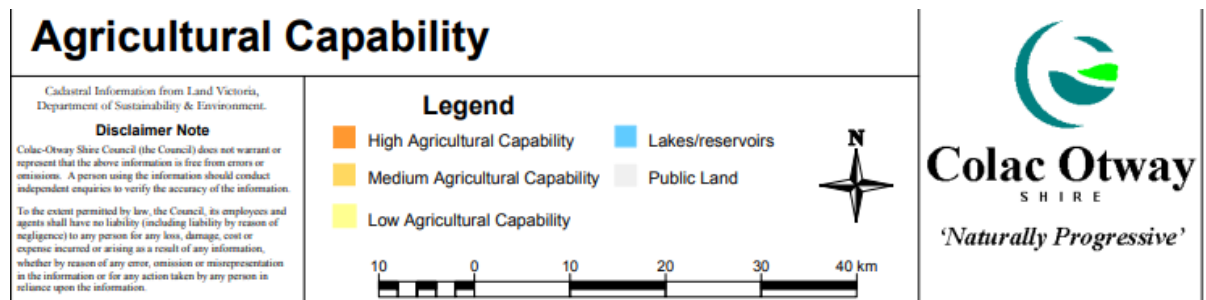 Agricultural Capability
Cadastral Information from Land Victoria,
Department of Sustainability & Environment.
Disclaimer Note
Colac-Otway Shire Council (the Council) does not warrant or
represent that the above information is free from errors or
omissions. A person using the information should conduct
independent enquiries to verify the accuracy of the information.
To the extent permitted by law, the Council, its employees and
agents shall have no liability (including liability by reason of
negligence) to any person for any loss, damage, cost or
expense incurred or arising as a result of any information,
whether by reason of any error, omission or misrepresentation
in the information or for any action taken by any person in
reliance upon the information.
Legend
High Agricultural Capability
Medium Agricultural Capability
Low Agricultural Capability
Lakes/reservoirs
Public Land
N
10 0 10 20 30 40 km
Colac Otway
SHIRE
‘Naturally Progressive’